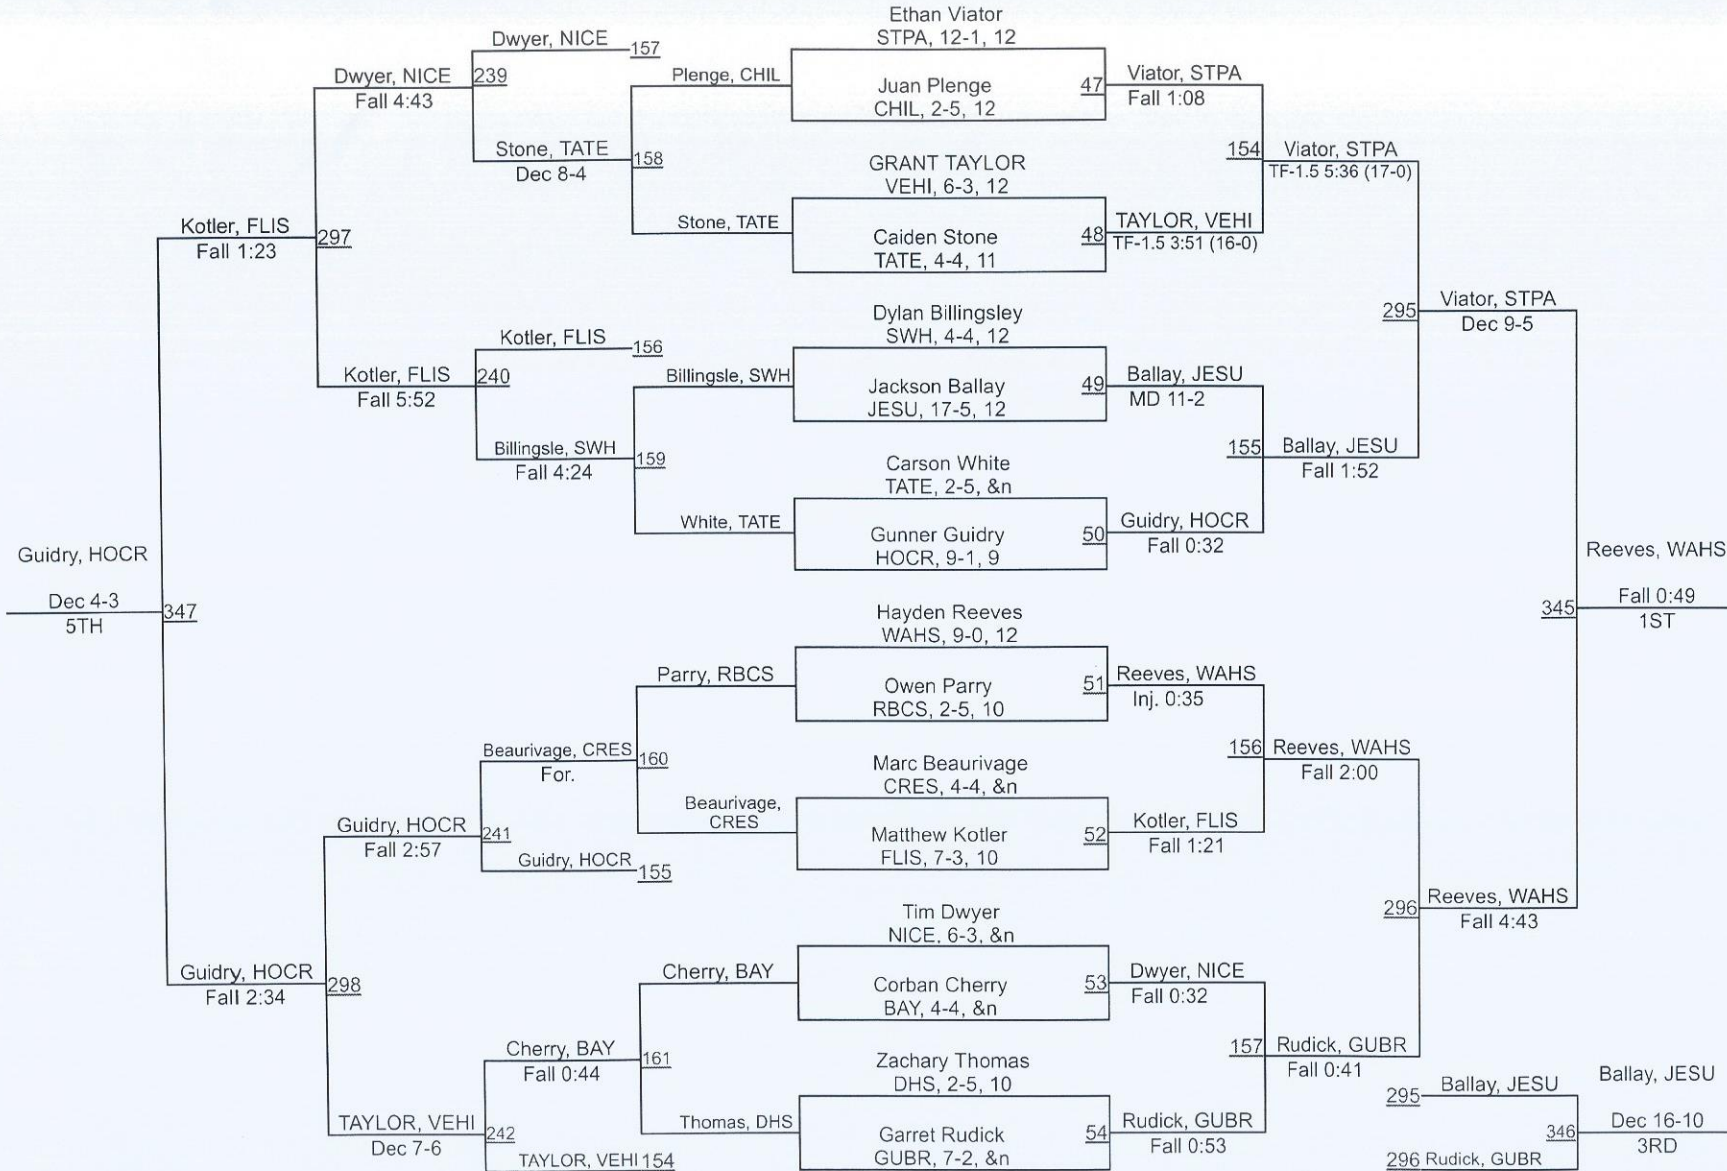 Ethan Viator
STPA, 12-1, 12
Dwyer, NICE
157
Dwyer, NICE
239
Fall 4:43
Plenge, CHIL
Juan Plenge
CHIL, 2-5, 12
47
Viator, STPA
Fall 1:08
Stone, TATE
158
Dec 8-4
GRANT TAYLOR
VEHI, 6-3, 12
154
Viator, STPA
TF-1.5 5:36 (17-0)
Stone, TATE
Caiden Stone
TATE, 4-4, 11
48
TAYLOR, VEHI
TF-1.5 3:51 (16-0)
Kotler, FLIS
297
Fall 1:23
Dylan Billingsley
SWH, 4-4, 12
295
Viator, STPA
Dec 9-5
Kotler, FLIS
156
Kotler, FLIS
240
Fall 5:52
Billingsle, SWH
Jackson Ballay
JESU, 17-5, 12
49
Ballay, JESU
MD 11-2
Billingsle, SWH
159
Fall 4:24
Carson White
TATE, 2-5, &n
155
Ballay, JESU
Fall 1:52
White, TATE
Gunner Guidry
HOCR, 9-1, 9
50
Guidry, HOCR
Fall 0:32
Guidry, HOCR
Dec 4-3
347
5TH
Reeves, WAHS
345
Fall 0:49
1ST
Hayden Reeves
WAHS, 9-0, 12
Parry, RBCS
Owen Parry
RBCS, 2-5, 10
51
Reeves, WAHS
Inj. 0:35
Beaurivage, CRES
160
For.
Marc Beaurivage
CRES, 4-4, &n
156
Reeves, WAHS
Fall 2:00
Beaurivage,
CRES
Matthew Kotler
FLIS, 7-3, 10
52
Kotler, FLIS
Fall 1:21
Guidry, HOCR
241
Fall 2:57
Guidry, HOCR
155
Tim Dwyer
NICE, 6-3, &n
296
Reeves, WAHS
Fall 4:43
Guidry, HOCR
298
Fall 2:34
Cherry, BAY
Corban Cherry
BAY, 4-4, &n
53
Dwyer, NICE
Fall 0:32
Cherry, BAY
161
Fall 0:44
Zachary Thomas
DHS, 2-5, 10
157
Rudick, GUBR
Fall 0:41
Thomas, DHS
Garret Rudick
GUBR, 7-2, &n
54
Rudick, GUBR
Fall 0:53
TAYLOR, VEHI
242
Dec 7-6
TAYLOR, VEHI 154
295
Ballay, JESU
Ballay, JESU
346
Dec 16-10
3RD
296 Rudick, GUBR